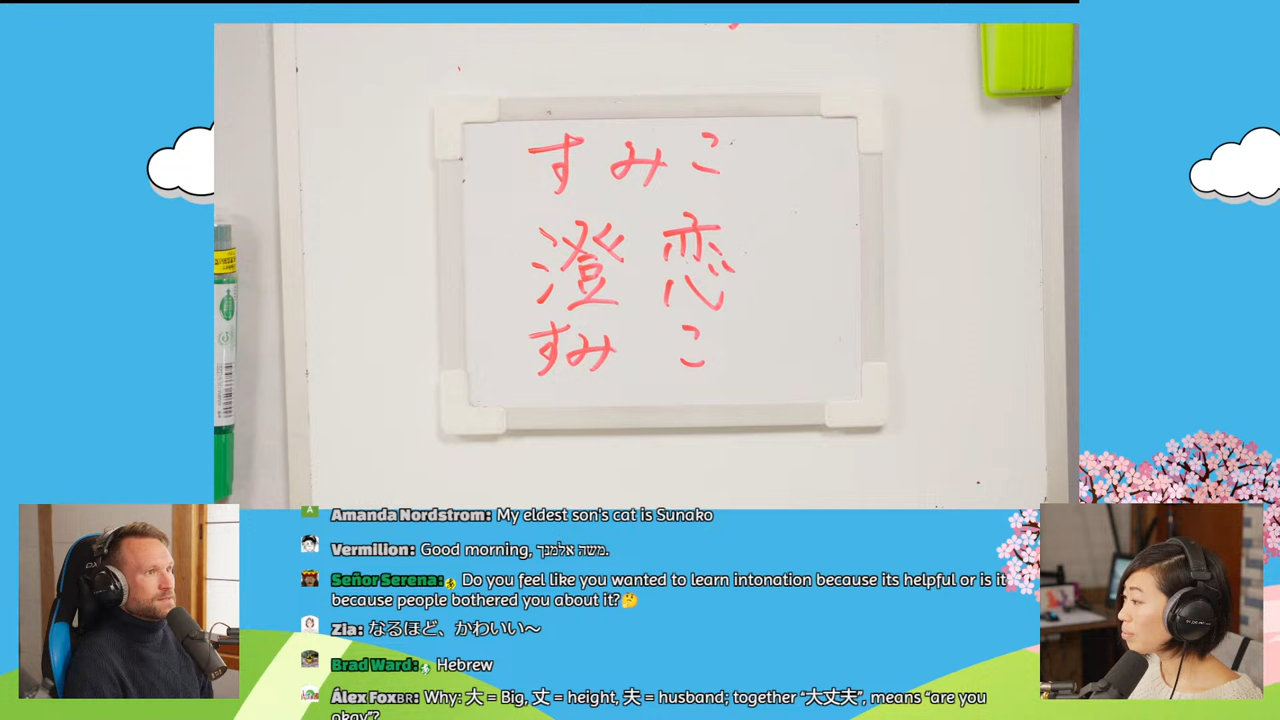 すみこ
澄恋
すみ こ
Amanda Nordstrom: My eldest son's cat is Sunako
Vermilion: Good morning, משה אלמנך.
Señor Serena: Do you feel like you wanted to learn intonation because its helpful or is it
because people bothered you about it?🤔
Zia: なるほど、かわいい〜
Brad Ward: Hebrew
Álex FoxBR: Why: 大 = Big, 丈 = height, 夫 = husband; together “大丈夫”, means “are you
okay”?